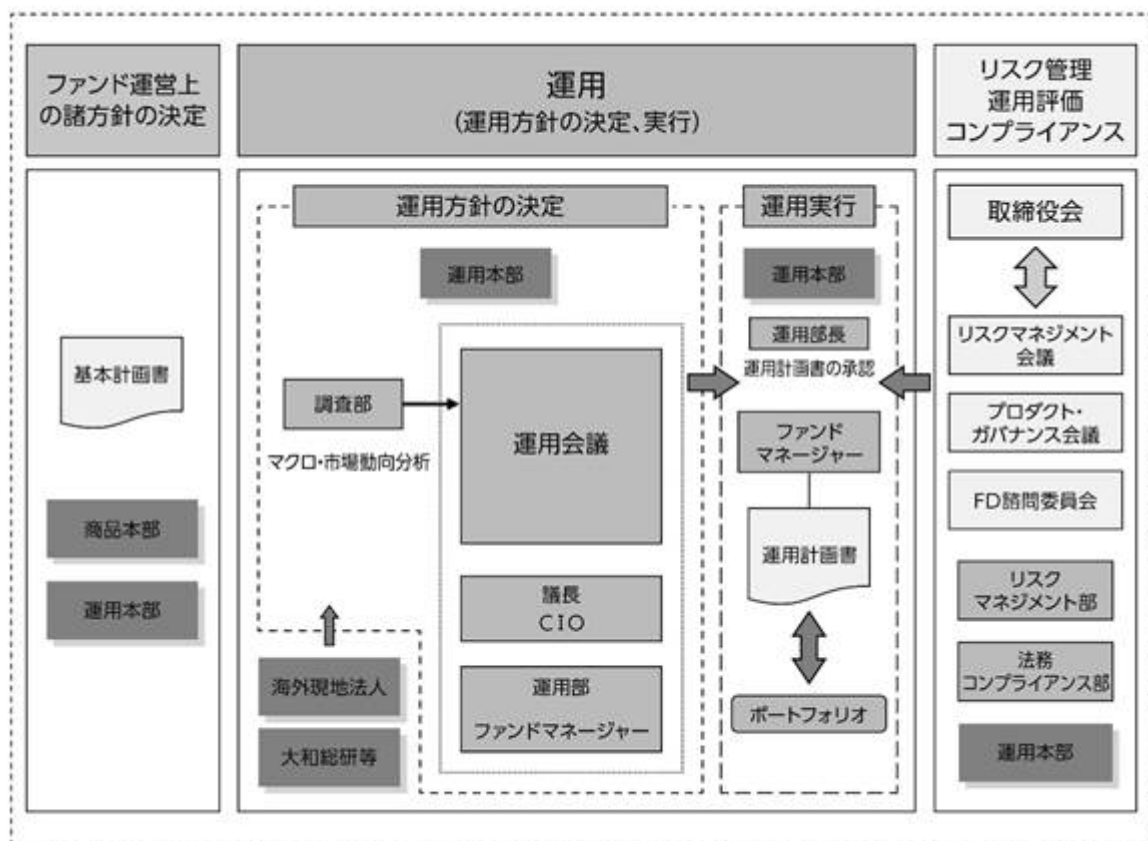 ファンド運営上
の諸方針の決定
運用
(運用方針の決定、実行)
リスク管理
運用評価
コンプライアンス
基本計画書
商品本部
運用本部
運用方針の決定
運用本部
調査部
マクロ・市場動向分析
運用会議
議長
CIO
運用部
ファンドマネージャー
海外現地法人
大和総研等
運用実行
運用本部
運用部長
運用計画書の承認
ファンド
マネージャー
運用計画書
ポートフォリオ
取締役会
リスクマネジメント
会議
プロダクト・
ガバナンス会議
FD諮問委員会
リスク
マネジメント部
法務
コンプライアンス部
運用本部